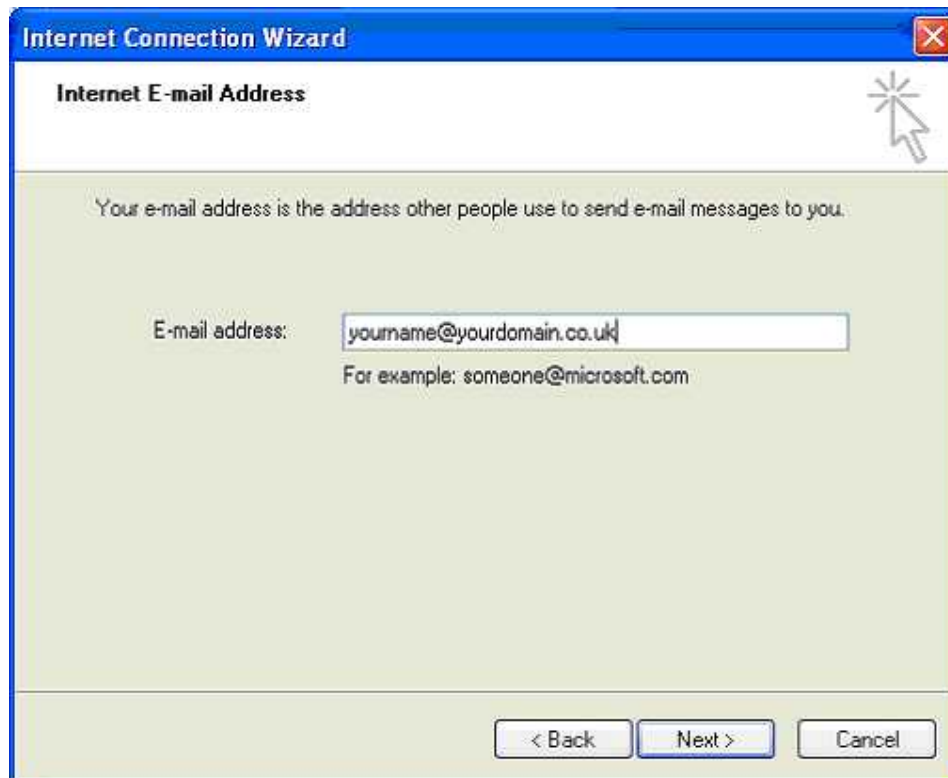 Internet Connection Wizard
Internet E-mail Address
Your e-mail address is the address other people use to send e-mail messages to you.
E-mail address: yourname@yourdomain.co.uk
For example: someone@microsoft.com
< Back Next > Cancel